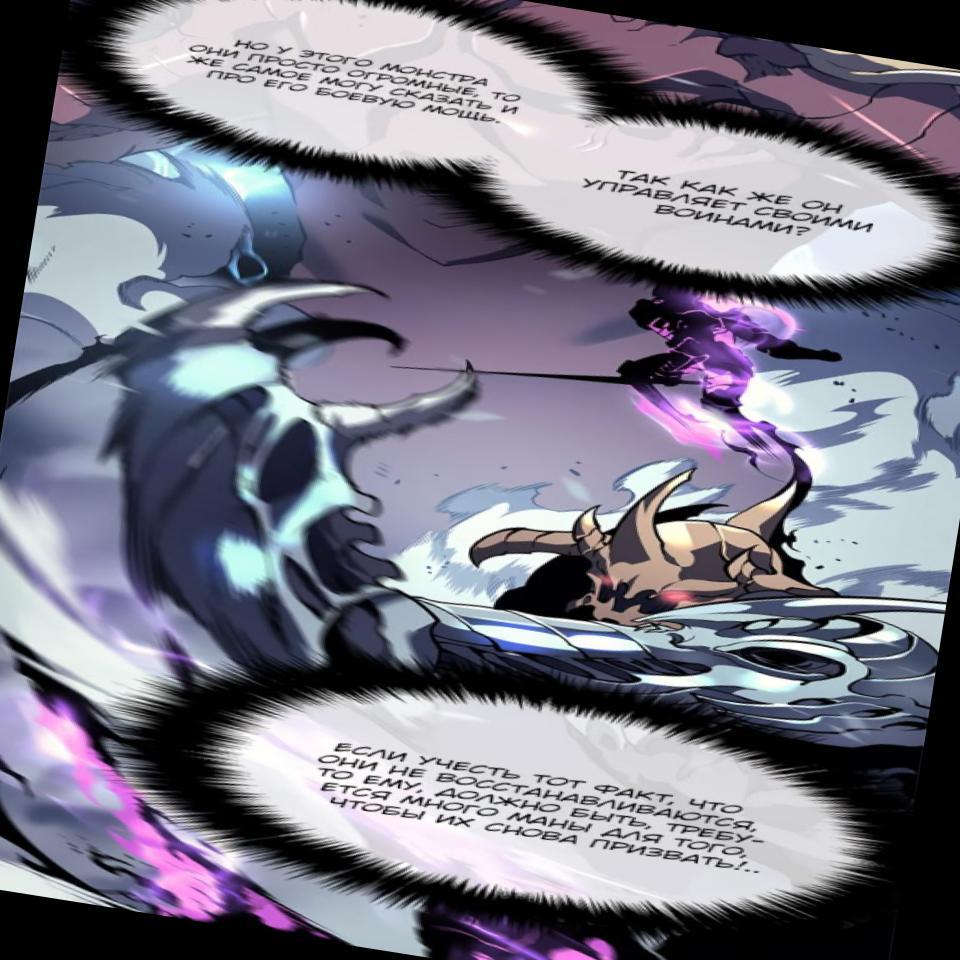 НО У ЭТОГО МОНСТРА
ОНИ ПРОСТО ОГРОМНЫЕ, ТО
ЖЕ САМОЕ МОГУ СКАЗАТЬ И
ПРО ЕГО БОЕВУЮ МОЩЬ.
ТАК КАК ЖЕ ОН
УПРАВЛЯЕТ СВОИМИ
ВОИНАМИ?
ЕСЛИ УЧЕСТЬ ТОТ ФАКТ, ЧТО
ОНИ НЕ ВОССТАНАВЛИВАЮТСЯ,
ТО ЕМУ, ДОЛЖНО БЫТЬ, ТРЕБУ-
ЕТСЯ МНОГО МАНЫ ДЛЯ ТОГО,
ЧТОБЫ ИХ СНОВА ПРИЗВАТЬ!..